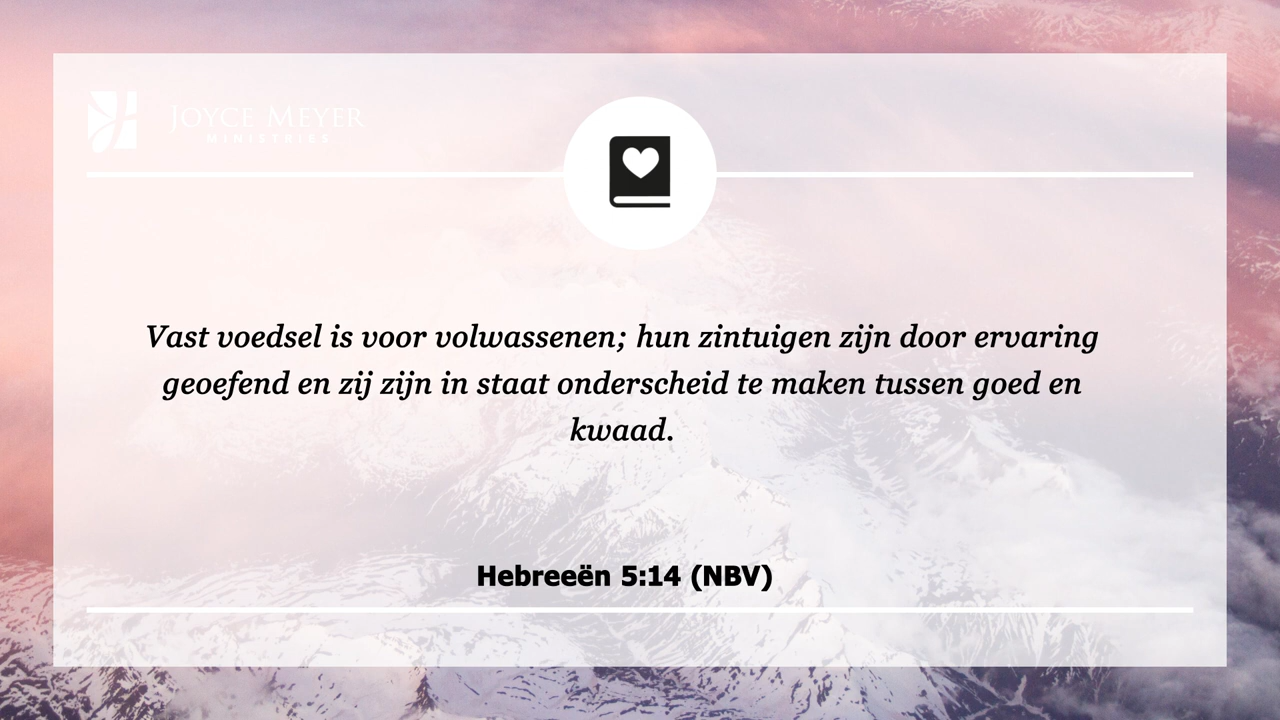 JOYCE MEYER
MINISTRIES
Vast voedsel is voor volwassenen; hun zintuigen zijn door ervaring
geoefend en zij zijn in staat onderscheid te maken tussen goed en
kwaad.
Hebreeën 5:14 (NBV)